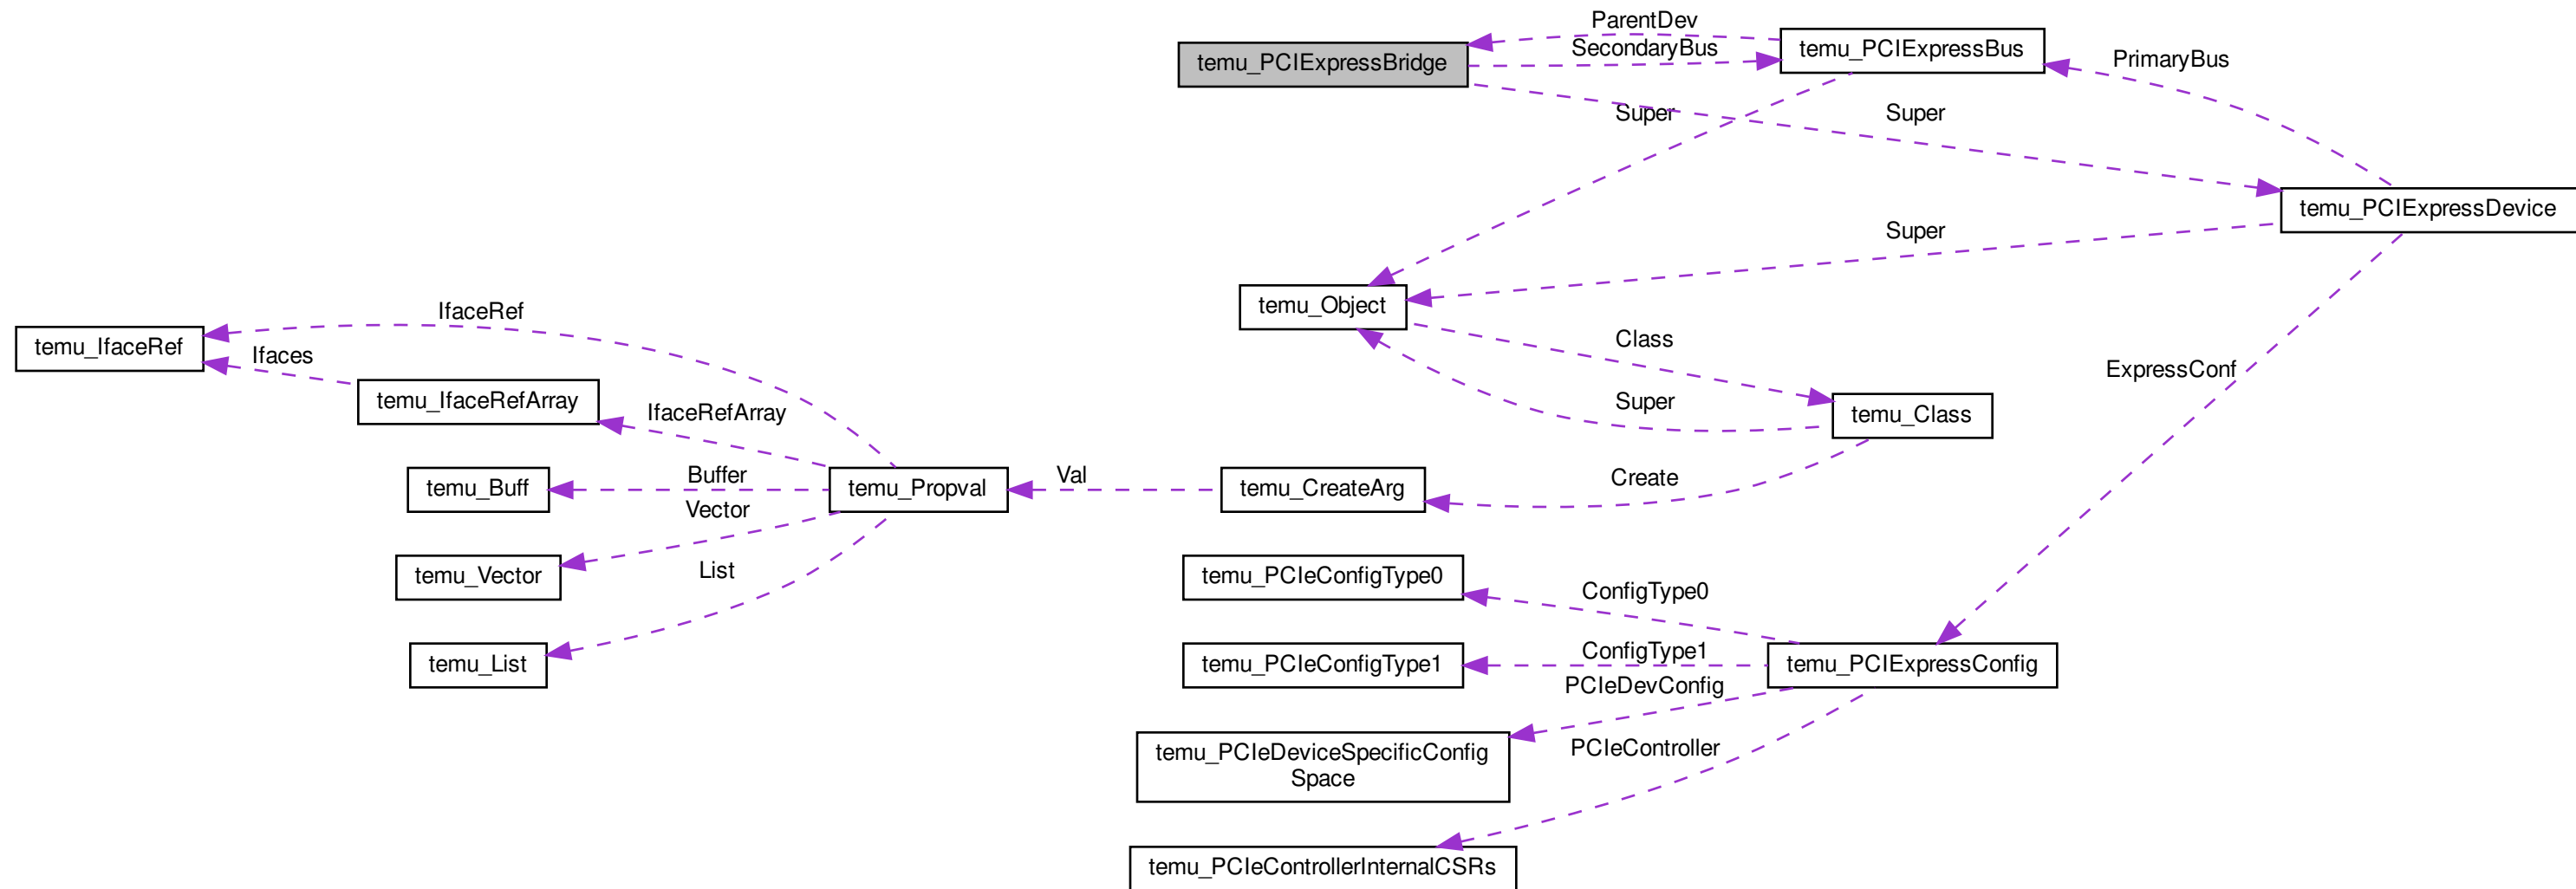 ParentDev
temu_PCIExpressBridge
SecondaryBus
temu_PCIExpressBus
PrimaryBus
Super
Super
temu_PCIExpressDevice
Super
temu_Object
IfaceRef
temu_IfaceRef
Ifaces
Class
ExpressConf
temu_IfaceRefArray
IfaceRefArray
Super
temu_Class
Buffer
temu_Buff
temu_Propval
Val
temu_CreateArg
Create
Vector
temu_Vector
List
temu_List
temu_PCIeConfigType0
ConfigType0
temu_PCIeConfigType1
ConfigType1
temu_PCIExpressConfig
PCIeDevConfig
temu_PCIeDeviceSpecificConfig
Space
PCIeController
temu_PCIeControllerInternalCSRs